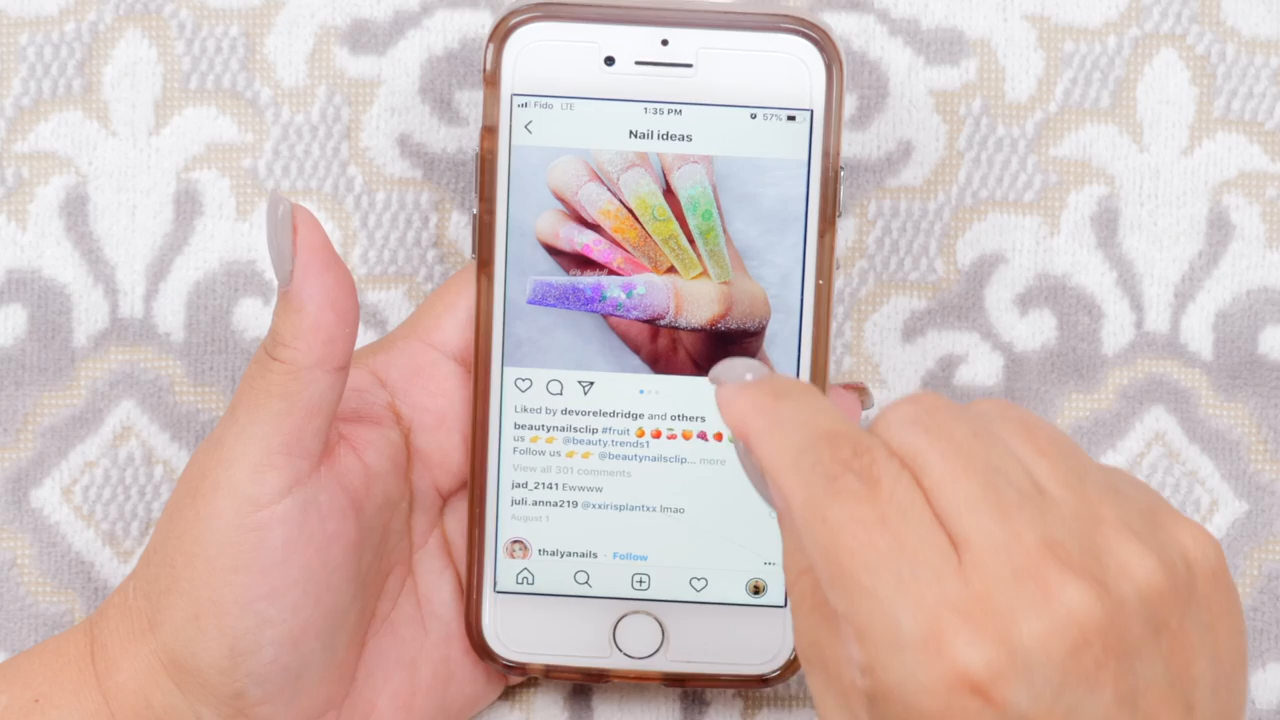 Fido LTE 1:35 PM 57%
Nail ideas
Liked by devoreledridge and others
beautynailsclip #fruit 🍊🍎🍒🍑🍇🍓
us 👉👉 @beauty.trends1
Follow us 👉👉 @beautynailsclip... more
View all 301 comments
jad_2141 Ewwww
juli.anna219 @xxirisplantxx lmao
August 1
thalyanails · Follow